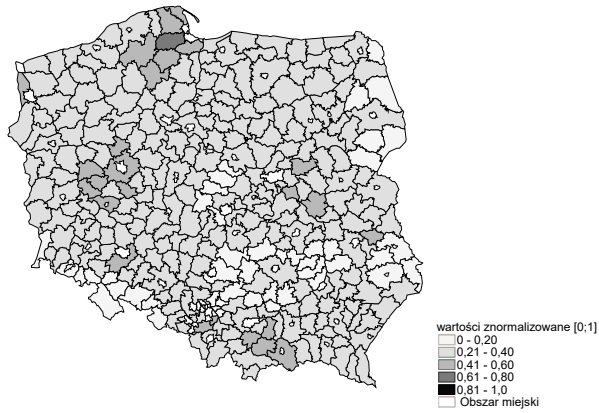 wartości znormalizowane [0;1]
0 - 0,20
0,21 - 0,40
0,41 - 0,60
0,61 - 0,80
0,81 - 1,0
Obszar miejski